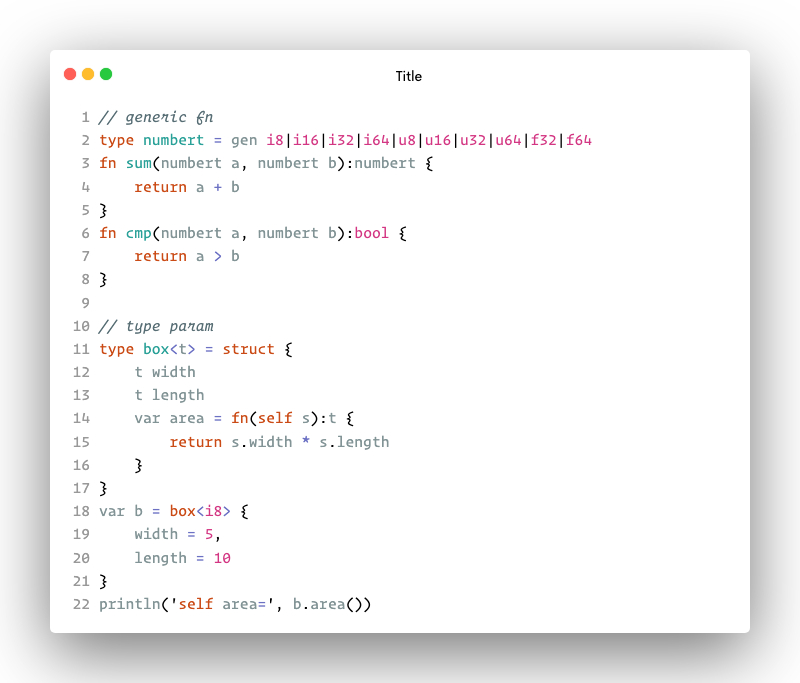 Title
1 // generic fn
2 type numbert = gen i8|i16|i32|i64|u8|u16|u32|u64|f32|f64
3 fn sum(numbert a, numbert b):numbert {
4     return a + b
5 }
6 fn cmp(numbert a, numbert b):bool {
7     return a > b
8 }
9
10 // type param
11 type box<t> = struct {
12     t width
13     t length
14     var area = fn(self s):t {
15         return s.width * s.length
16     }
17 }
18 var b = box<i8> {
19     width = 5,
20     length = 10
21 }
22 println('self area=', b.area())